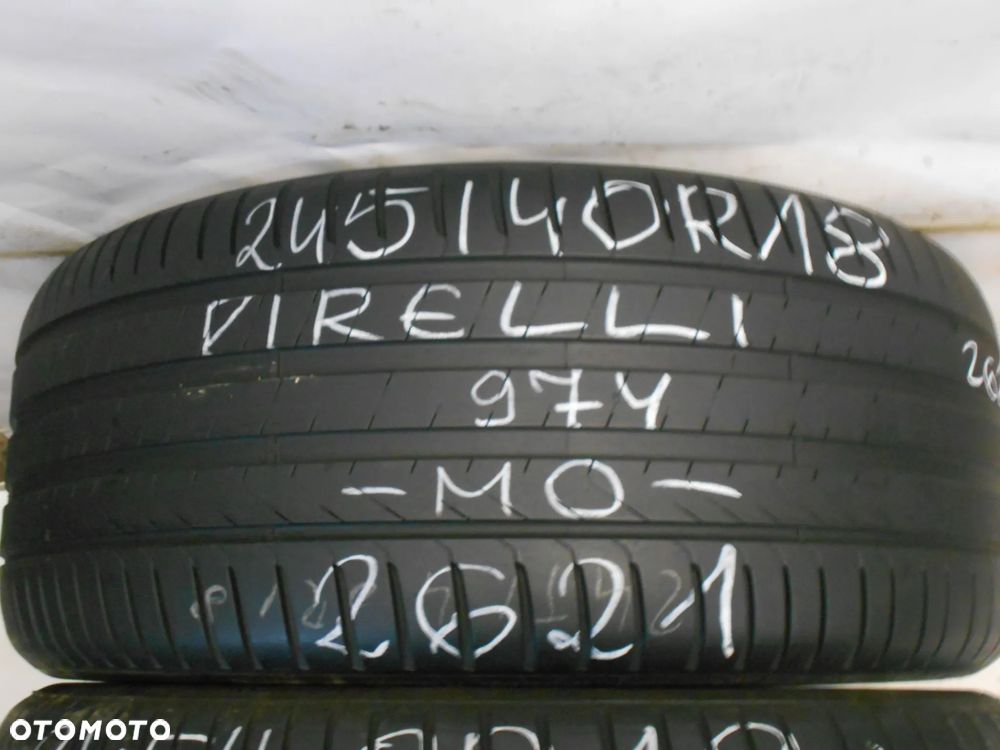 245/40R18
PIRELLI
97Y
-MO-
2621
OTOMOTO